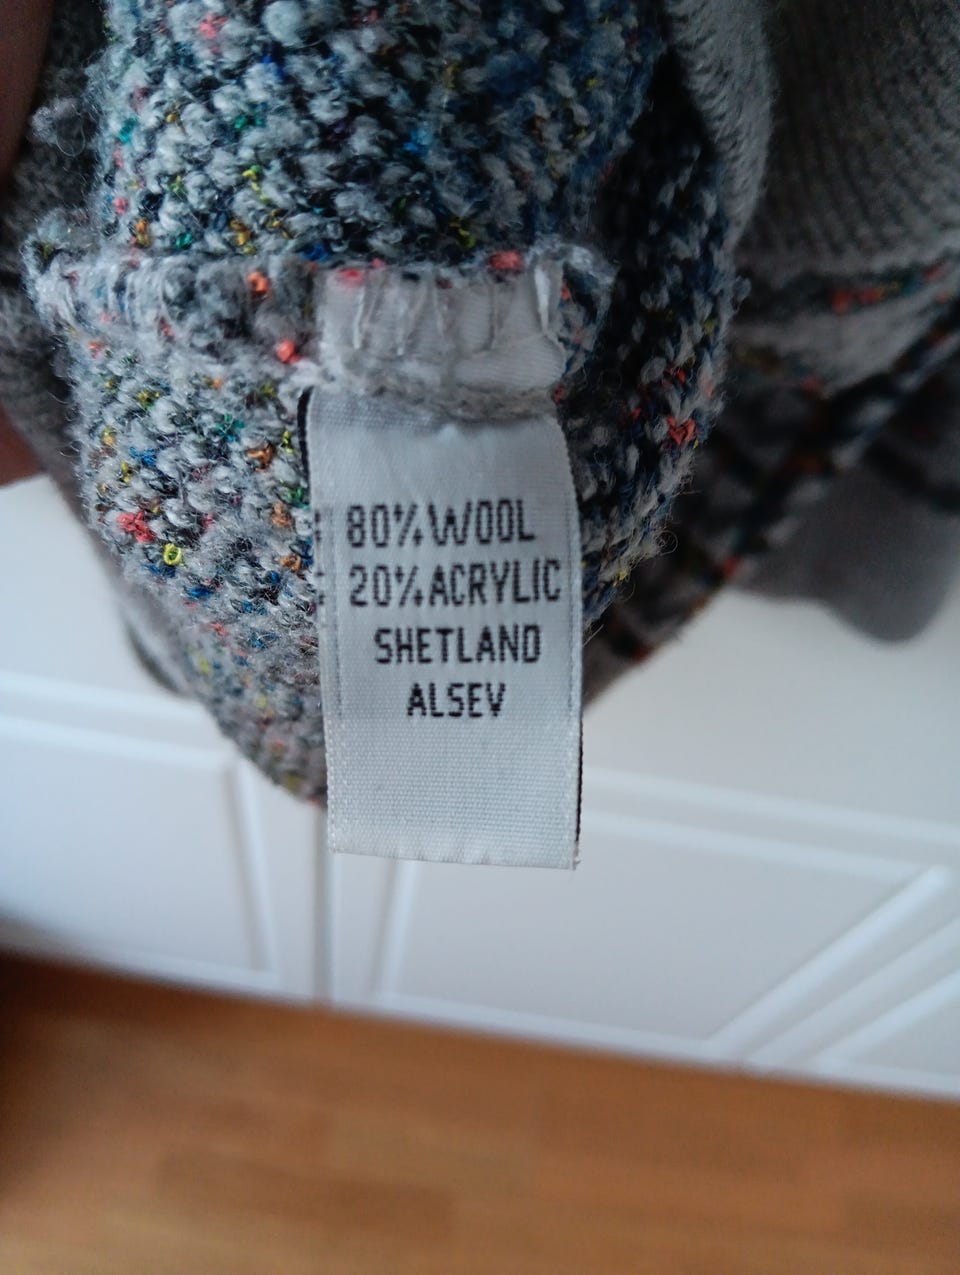 80% WOOL
20% ACRYLIC
SHETLAND
ALSEV